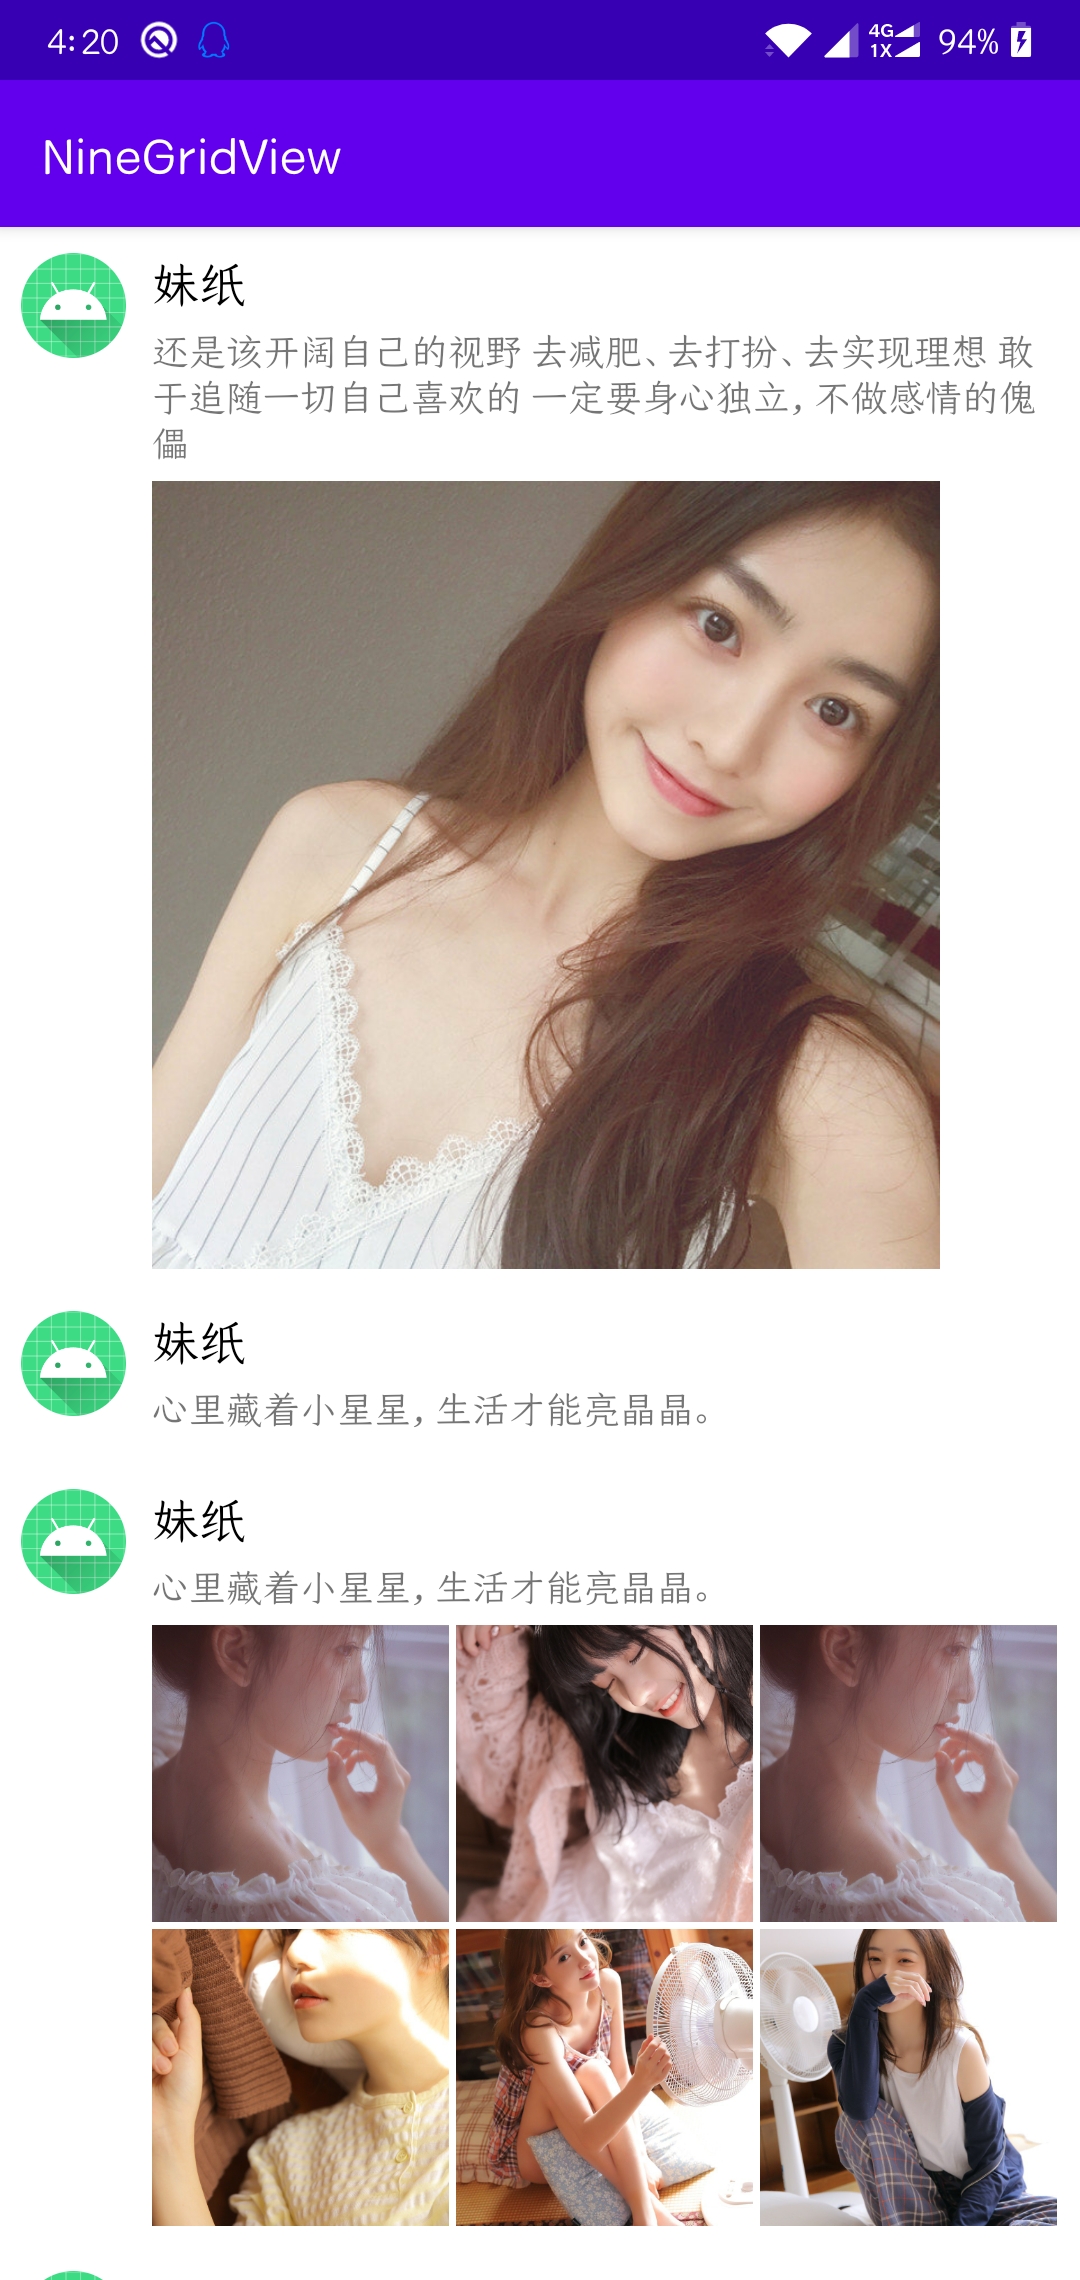 4:20
4G
1X
94%
NineGridView
妹纸
还是该开阔自己的视野 去减肥、去打扮、去实现理想 敢
于追随一切自己喜欢的 一定要身心独立，不做感情的傀
儡
妹纸
心里藏着小星星，生活才能亮晶晶。
妹纸
心里藏着小星星，生活才能亮晶晶。